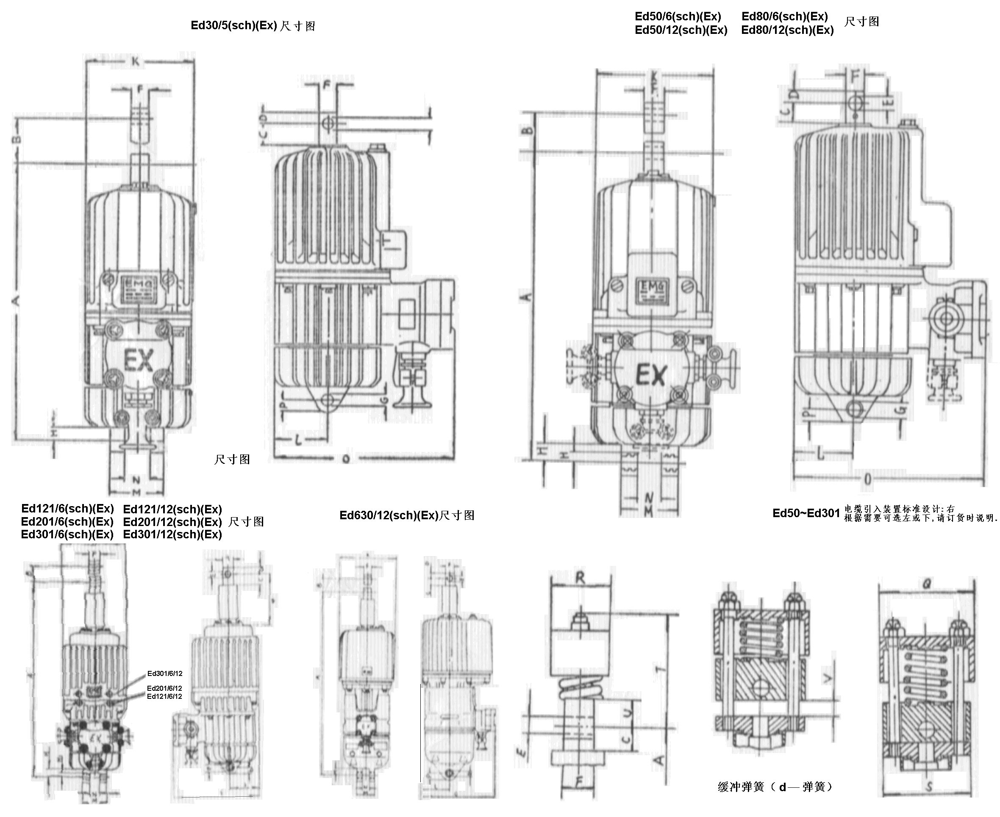 Ed30/5(sch)(Ex) 尺寸图
Ed50/6(sch)(Ex) Ed80/6(sch)(Ex) 尺寸图
Ed50/12(sch)(Ex) Ed80/12(sch)(Ex)
K
F
B
A
H
N
M
EMG
EX
F
D
C
P
G
L
O
尺寸图
K
F
B
A
H
H
N
M
EMG
EX
F
D
C
E
P
G
L
O
Ed121/6(sch)(Ex) Ed121/12(sch)(Ex)
Ed201/6(sch)(Ex) Ed201/12(sch)(Ex) 尺寸图
Ed301/6(sch)(Ex) Ed301/12(sch)(Ex)
Ed630/12(sch)(Ex)尺寸图
Ed50~Ed301 电缆引入装置标准设计:右
根据需要可选左或下,请订货时说明.
Ed301/6/12
Ed201/6/12
Ed121/6/12
EX
R
T
U
C
E
A
F
V
Q
S
缓冲弹簧（d—弹簧）